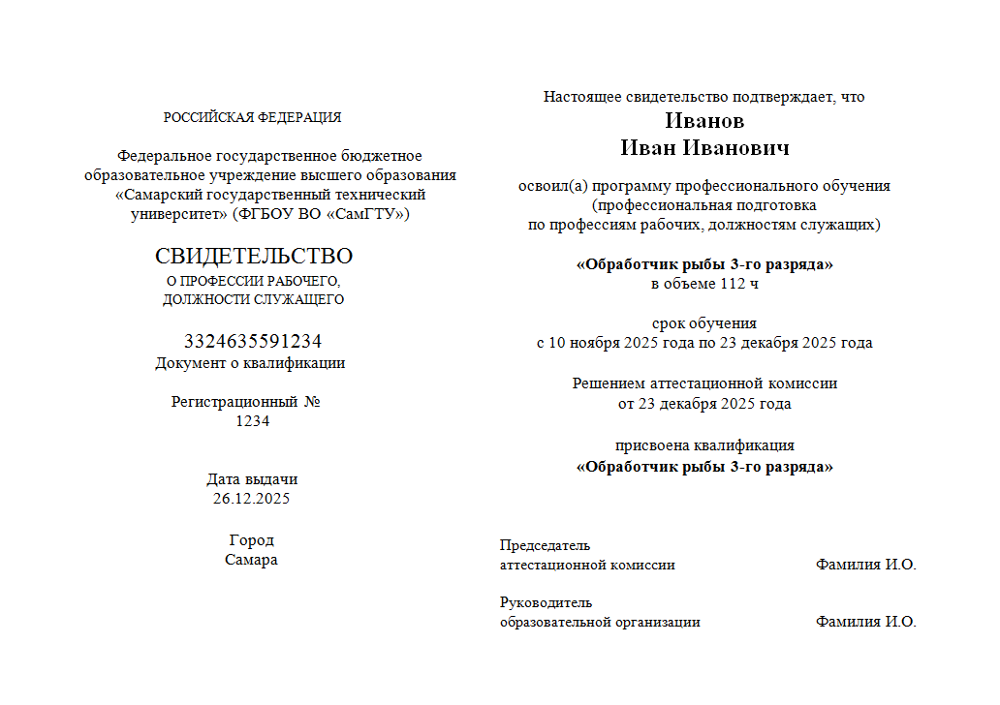 РОССИЙСКАЯ ФЕДЕРАЦИЯ
Федеральное государственное бюджетное
образовательное учреждение высшего образования
«Самарский государственный технический
университет» (ФГБОУ ВО «СамГТУ»)
СВИДЕТЕЛЬСТВО
О ПРОФЕССИИ РАБОЧЕГО,
ДОЛЖНОСТИ СЛУЖАЩЕГО
3324635591234
Документ о квалификации
Регистрационный №
1234
Дата выдачи
26.12.2025
Город
Самара
Настоящее свидетельство подтверждает, что
Иванов
Иван Иванович
освоил(а) программу профессионального обучения
(профессиональная подготовка
по профессиям рабочих, должностям служащих)
«Обработчик рыбы 3-го разряда»
в объеме 112 ч
срок обучения
с 10 ноября 2025 года по 23 декабря 2025 года
Решением аттестационной комиссии
от 23 декабря 2025 года
присвоена квалификация
«Обработчик рыбы 3-го разряда»
Председатель
аттестационной комиссии Фамилия И.О.
Руководитель
образовательной организации Фамилия И.О.